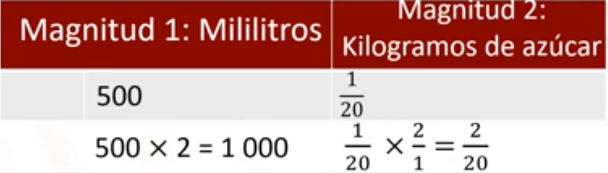 Magnitud 1: Mililitros
Magnitud 2:
Kilogramos de azúcar
500
1/20
500 × 2 = 1 000
1/20 × 2/1 = 2/20